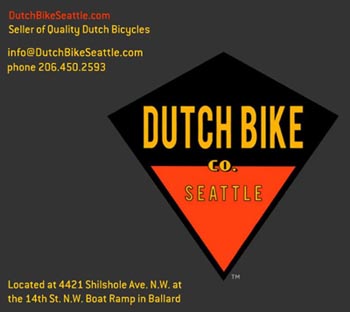 DutchBikeSeattle.com
Seller of Quality Dutch Bicycles
info@DutchBikeSeattle.com
phone 206.450.2593
DUTCH BIKE
CO.
SEATTLE
TM
Located at 4421 Shilshole Ave. N.W. at
the 14th St. N.W. Boat Ramp in Ballard